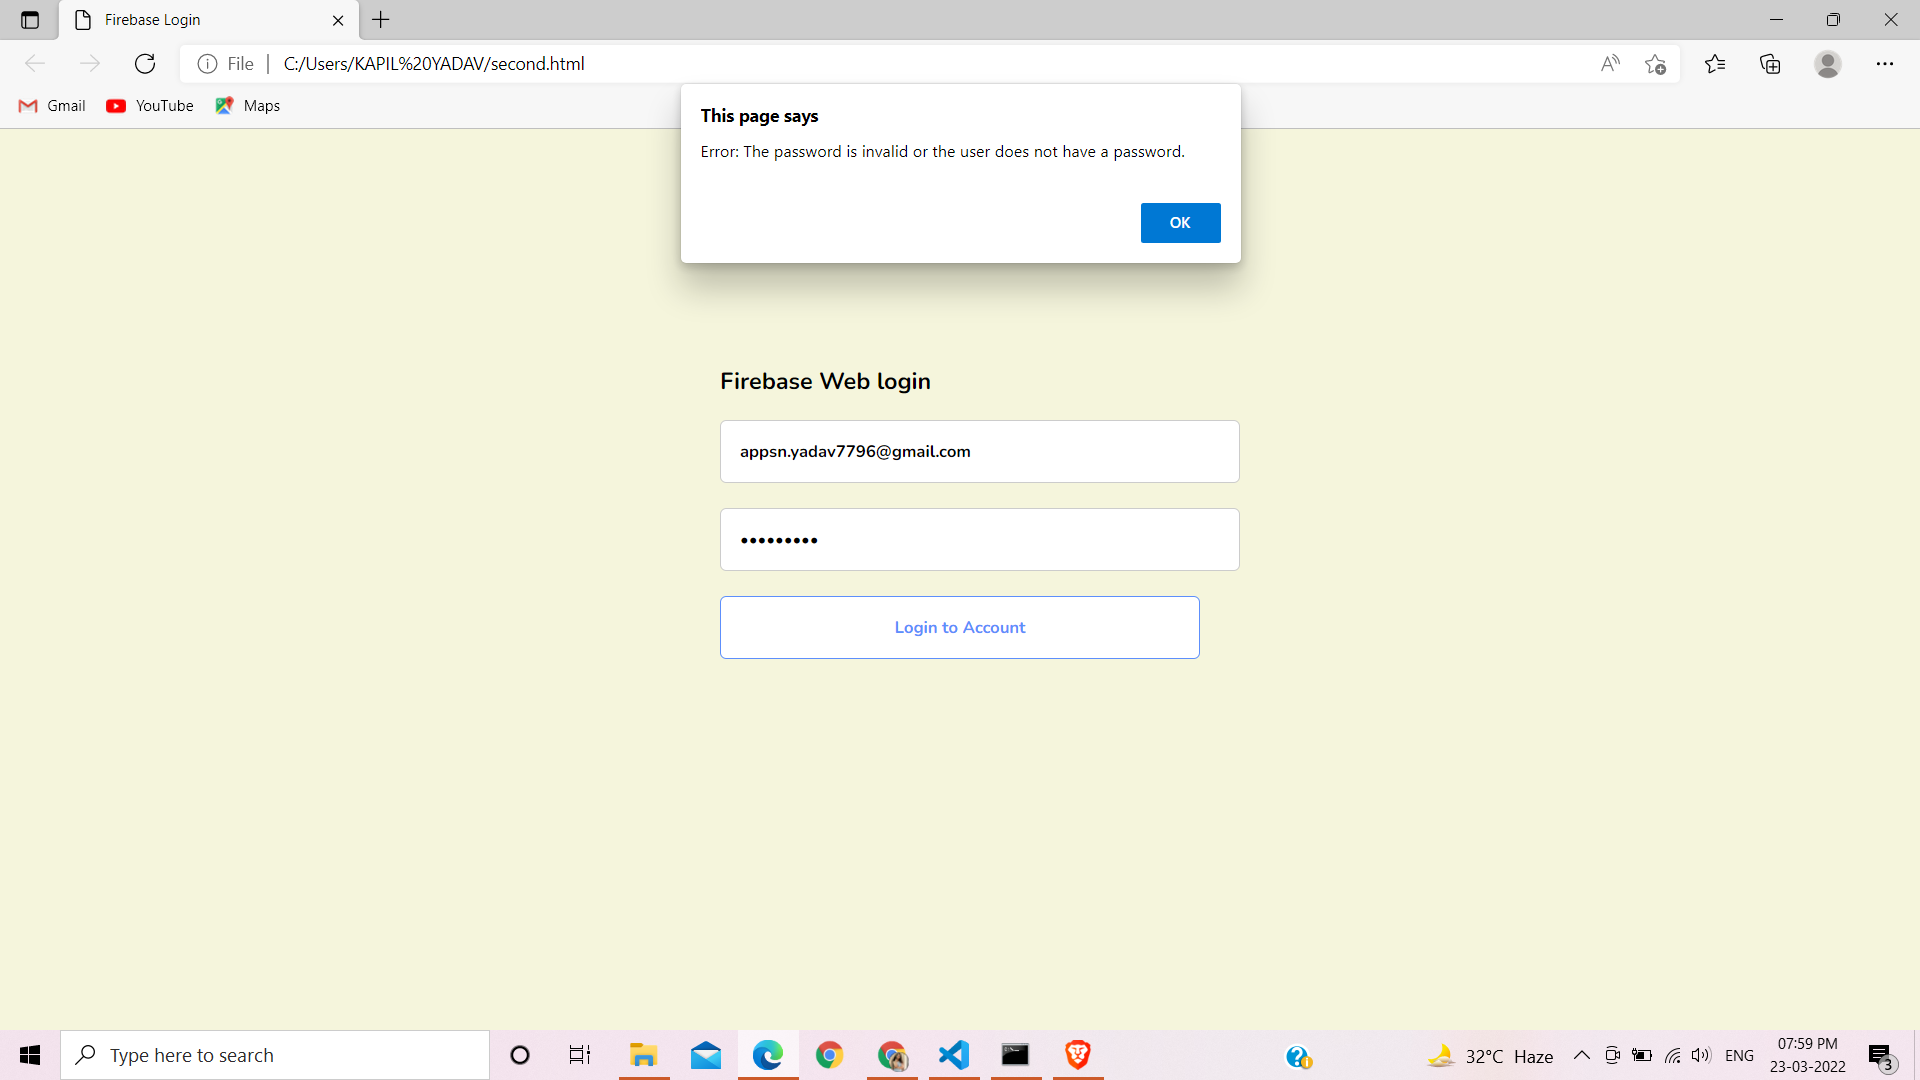 Firebase Login
File
C:/Users/KAPIL%20YADAV/second.html
Gmail
YouTube
Maps
This page says
Error: The password is invalid or the user does not have a password.
OK
Firebase Web login
appsn.yadav7796@gmail.com
•••••••••
Login to Account
Type here to search
32°C Haze
ENG
07:59 PM
23-03-2022
3